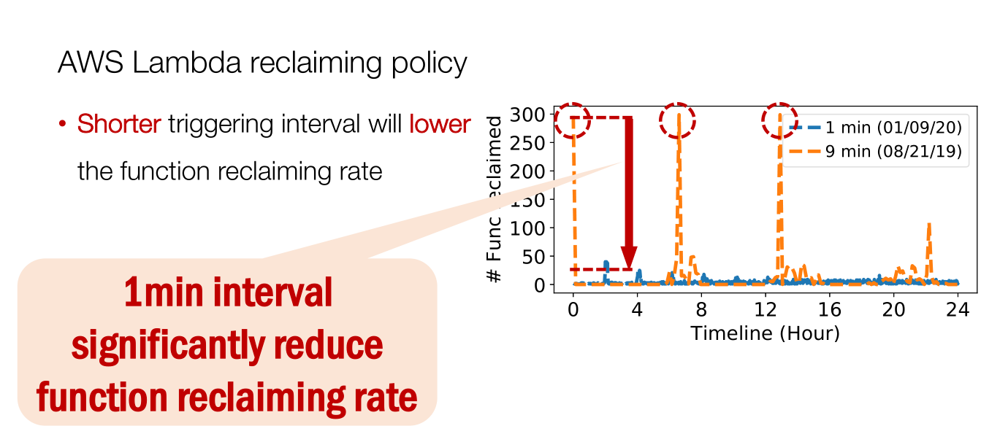 AWS Lambda reclaiming policy
• Shorter triggering interval will lower
the function reclaiming rate
1min interval
significantly reduce
function reclaiming rate
# Func
300
250
200
100
50
0
1 min (01/09/20)
9 min (08/21/19)
0 4 8 12 16 20 24
Timeline (Hour)